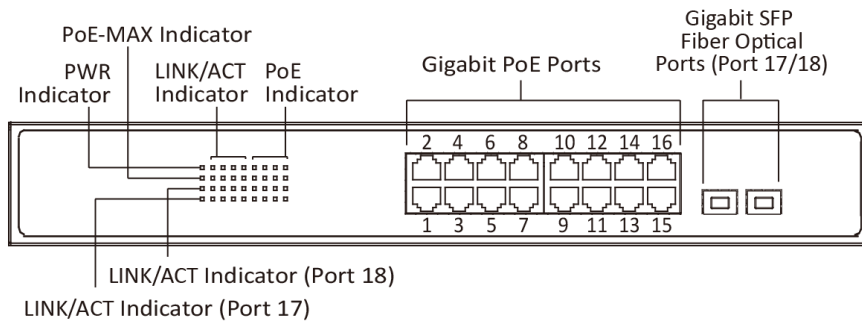 PoE-MAX Indicator
PWR
Indicator
LINK/ACT
Indicator
PoE
Indicator
Gigabit PoE Ports
Gigabit SFP
Fiber Optical
Ports (Port 17/18)
2 4 6 8 10 12 14 16
1 3 5 7 9 11 13 15
LINK/ACT Indicator (Port 18)
LINK/ACT Indicator (Port 17)